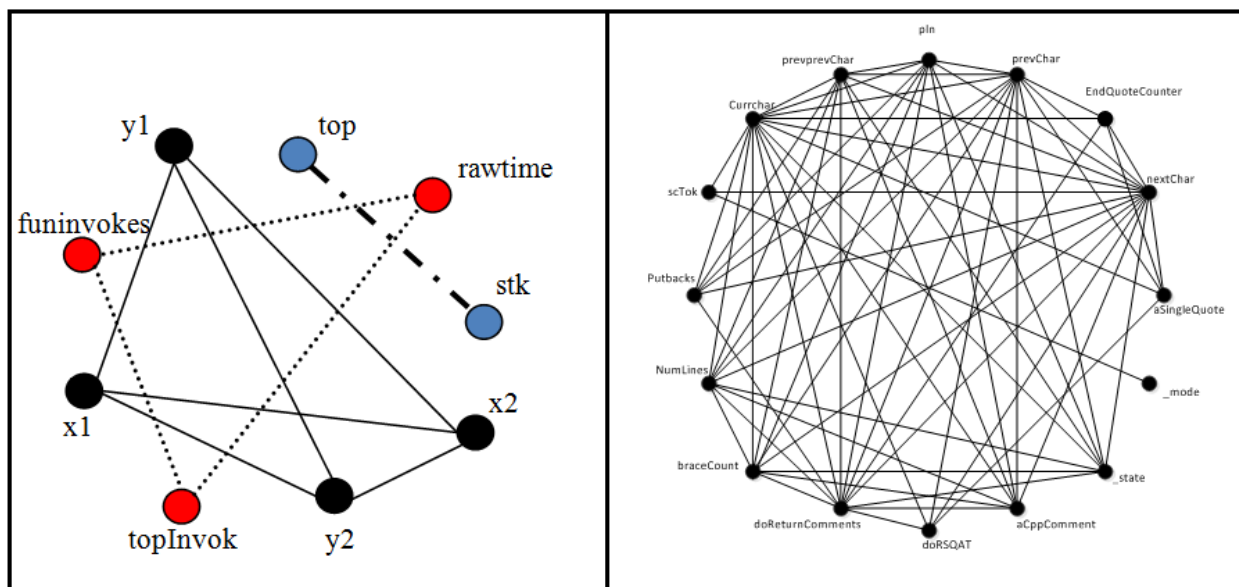 y1
top
rawtime
funinvokes
stk
x1
x2
topInvok
y2
pIn
prevprevChar
prevChar
Currchar
EndQuoteCounter
scTok
nextChar
Putbacks
aSingleQuote
NumLines
_mode
braceCount
_state
doReturnComments
aCppComment
doRSQAT